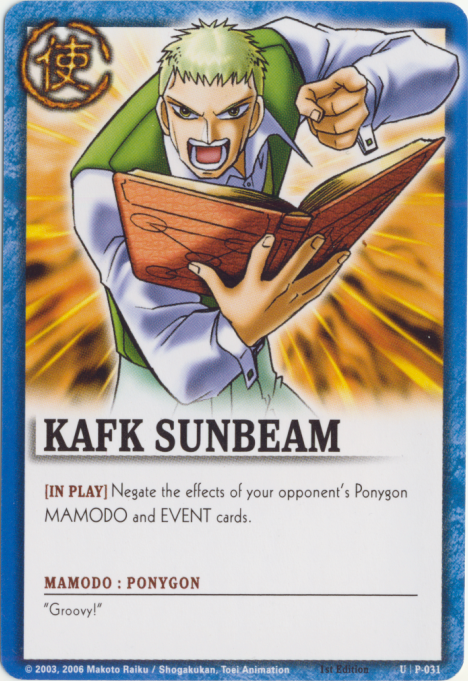 使
KAFK SUNBEAM
[IN PLAY] Negate the effects of your opponent's Ponygon
MAMODO and EVENT cards.
MAMODO : PONYGON
"Groovy!"
© 2003, 2006 Makoto Raiku / Shogakukan, Toei Animation 1st Edition U | P-031